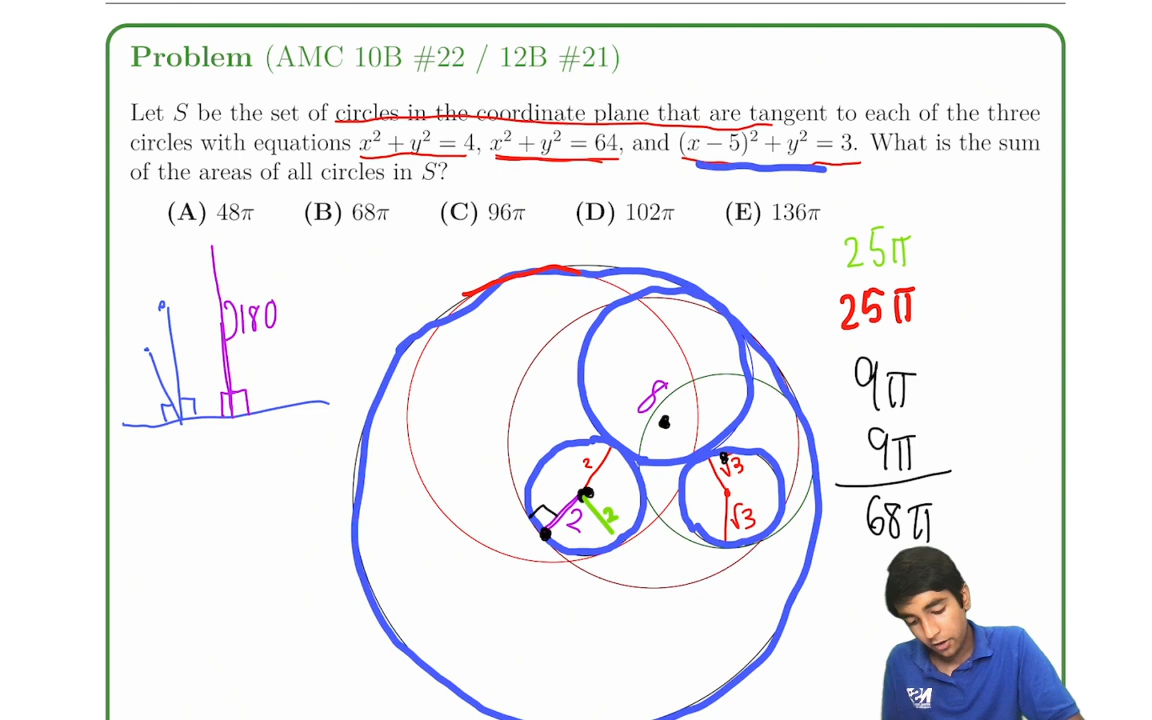 Problem (AMC 10B #22 / 12B #21)
Let S be the set of circles in the coordinate plane that are tangent to each of the three
circles with equations x² + y² = 4, x² + y² = 64, and (x − 5)² + y² = 3. What is the sum
of the areas of all circles in S?
(A) 48π (B) 68π (C) 96π (D) 102π (E) 136π
25π
25π
180
9π
8
9π
2
√3
2
2
√3
68π